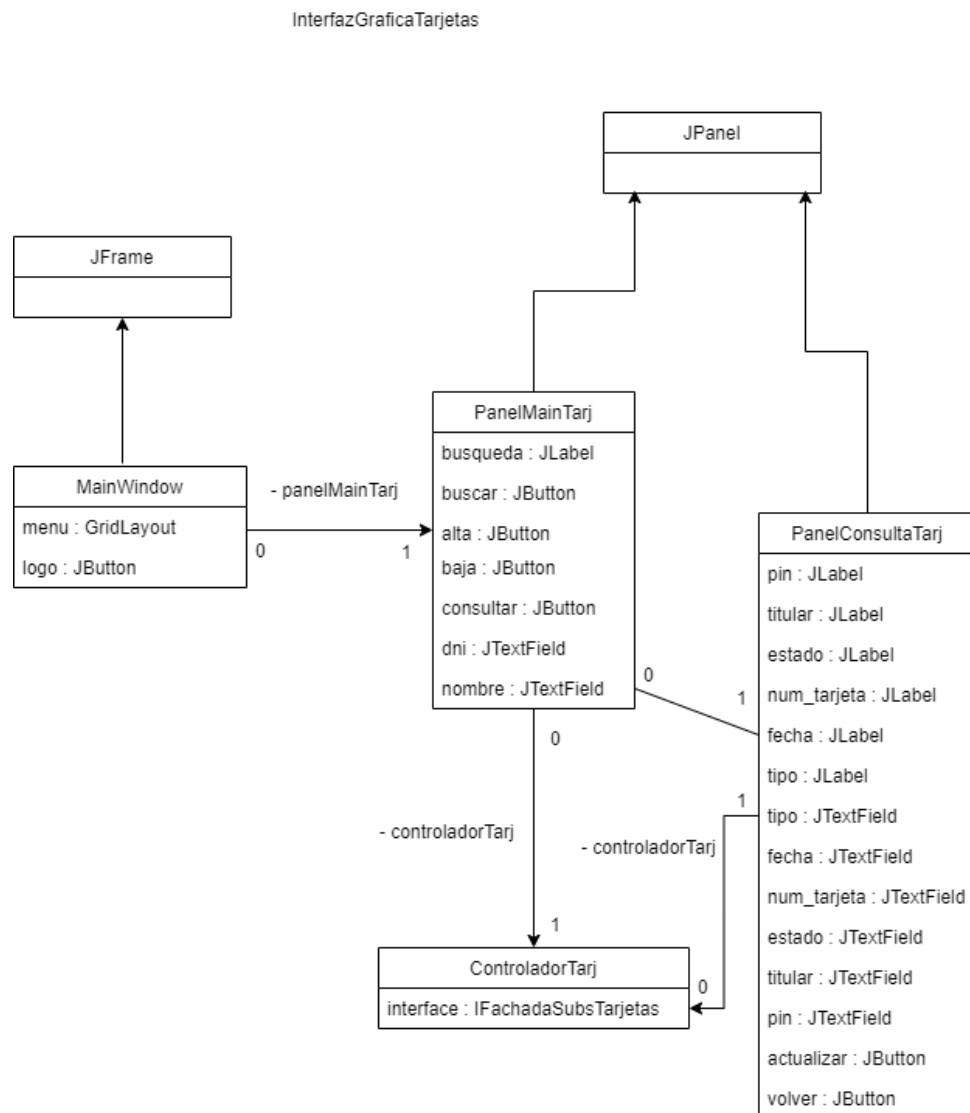 InterfazGraficaTarjetas
JPanel
JFrame
PanelMainTarj
busqueda : JLabel
buscar : JButton
alta : JButton
baja : JButton
consultar : JButton
dni : JTextField
nombre : JTextField
MainWindow
menu : GridLayout
logo : JButton
- panelMainTarj
0
1
PanelConsultaTarj
pin : JLabel
titular : JLabel
estado : JLabel
num_tarjeta : JLabel
fecha : JLabel
tipo : JLabel
tipo : JTextField
fecha : JTextField
num_tarjeta : JTextField
estado : JTextField
titular : JTextField
pin : JTextField
actualizar : JButton
volver : JButton
0
1
0
- controladorTarj
1
1
- controladorTarj
0
ControladorTarj
interface : IFachadaSubsTarjetas